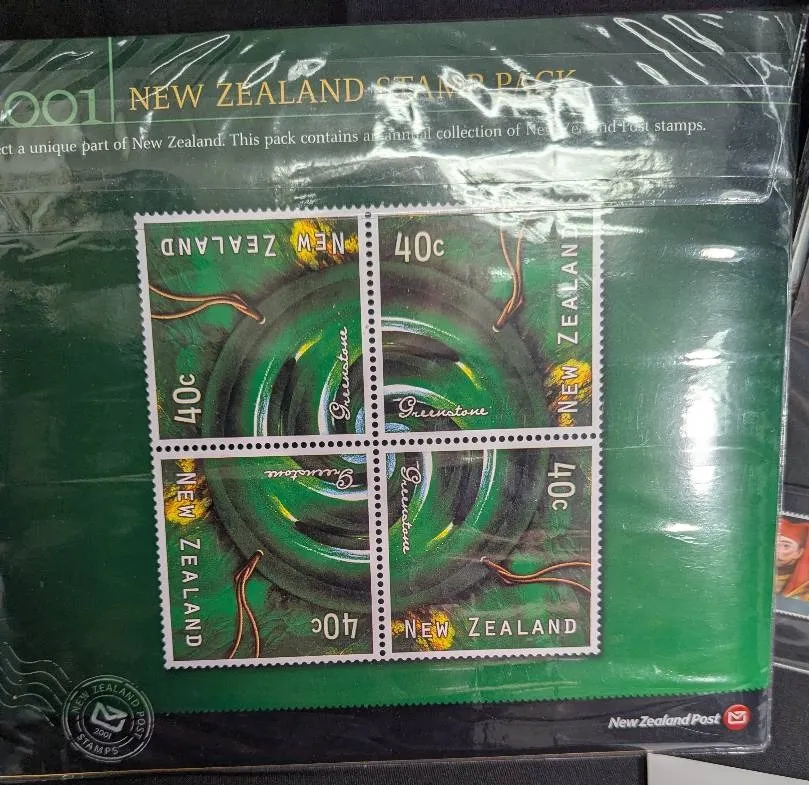 2001 NEW ZEALAND STAMP PACK
ct a unique part of New Zealand. This pack contains an annual collection of New Zealand Post stamps.
NEW ZEALAND
40c
Greenstone
40c
NEW ZEALAND
Greenstone
NEW ZEALAND
40c
Greenstone
40c
NEW ZEALAND
Greenstone
NEW ZEALAND POST
2001
STAMPS
New Zealand Post